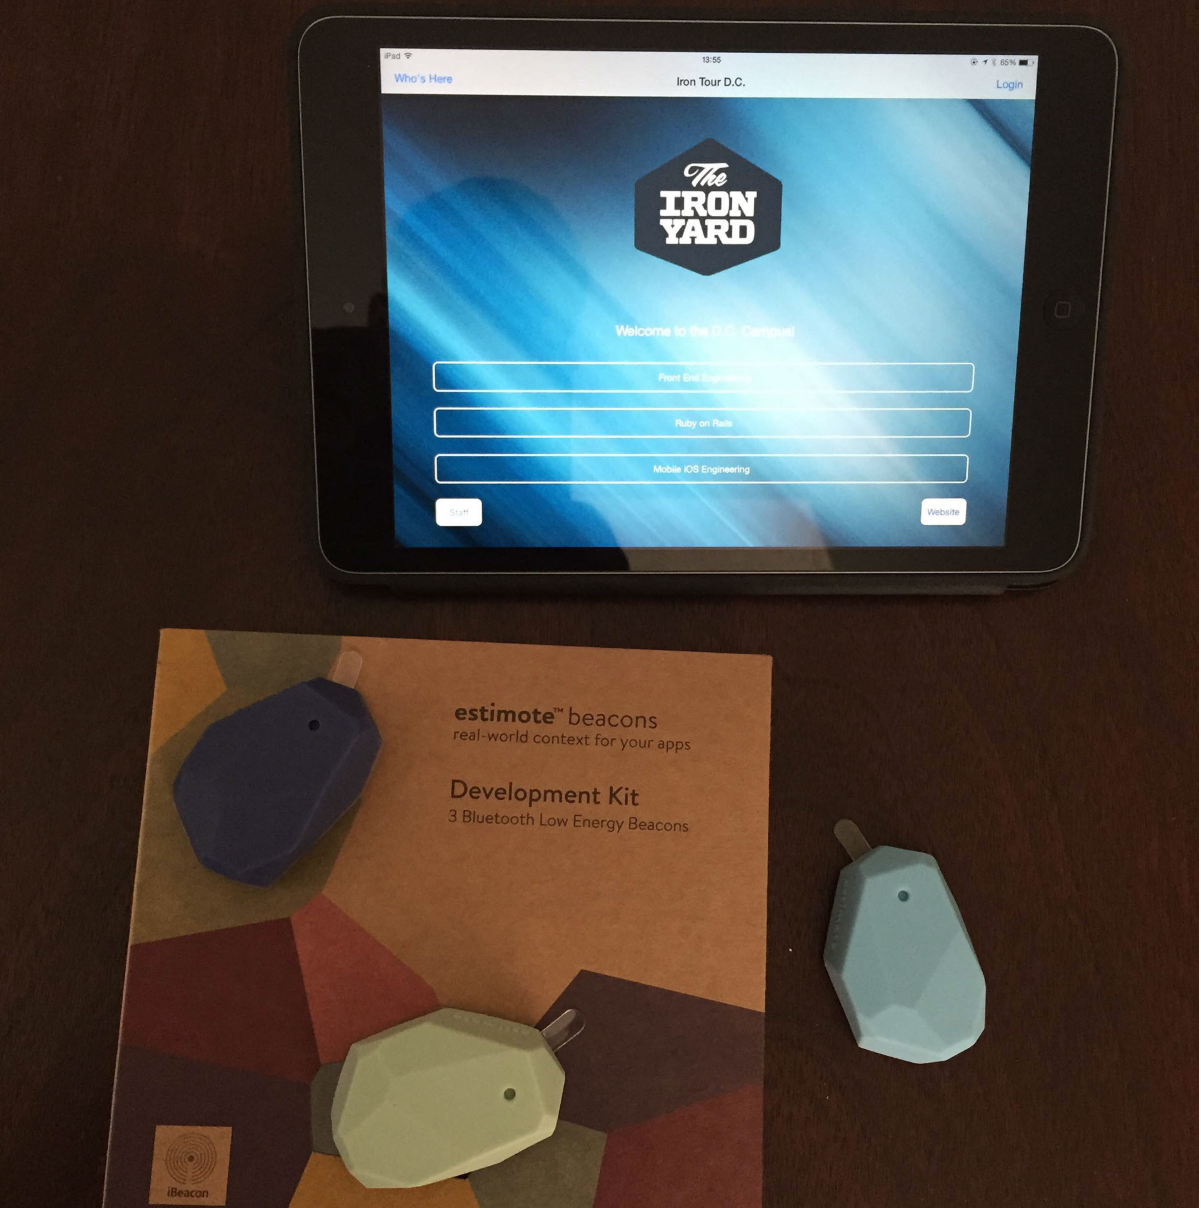 iPad
13:55
65%
Who's Here
Iron Tour D.C.
Login
The
IRON
YARD
Welcome to the D.C. Campus!
Front End Engineering
Ruby on Rails
Mobile iOS Engineering
Staff
Website
estimote™ beacons
real-world context for your apps
Development Kit
3 Bluetooth Low Energy Beacons
iBeacon